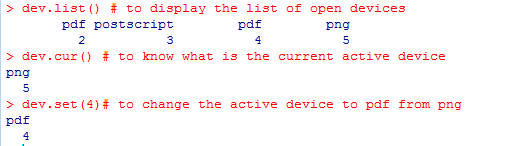 > dev.list() # to display the list of open devices
       pdf postscript        pdf        png
         2          3          4          5
> dev.cur() # to know what is the current active device
png
  5
> dev.set(4)# to change the active device to pdf from png
pdf
  4